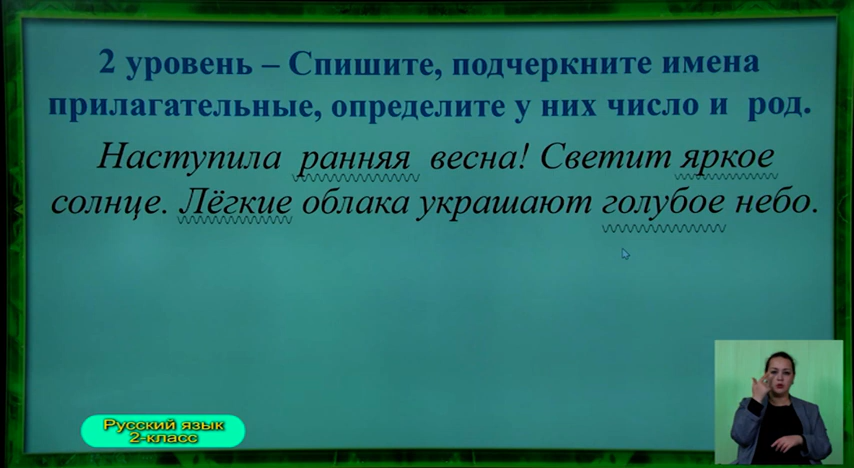 2 уровень – Спишите, подчеркните имена
прилагательные, определите у них число и род.
Наступила ранняя весна! Светит яркое
солнце. Лёгкие облака украшают голубое небо.
Русский язык
2-класс